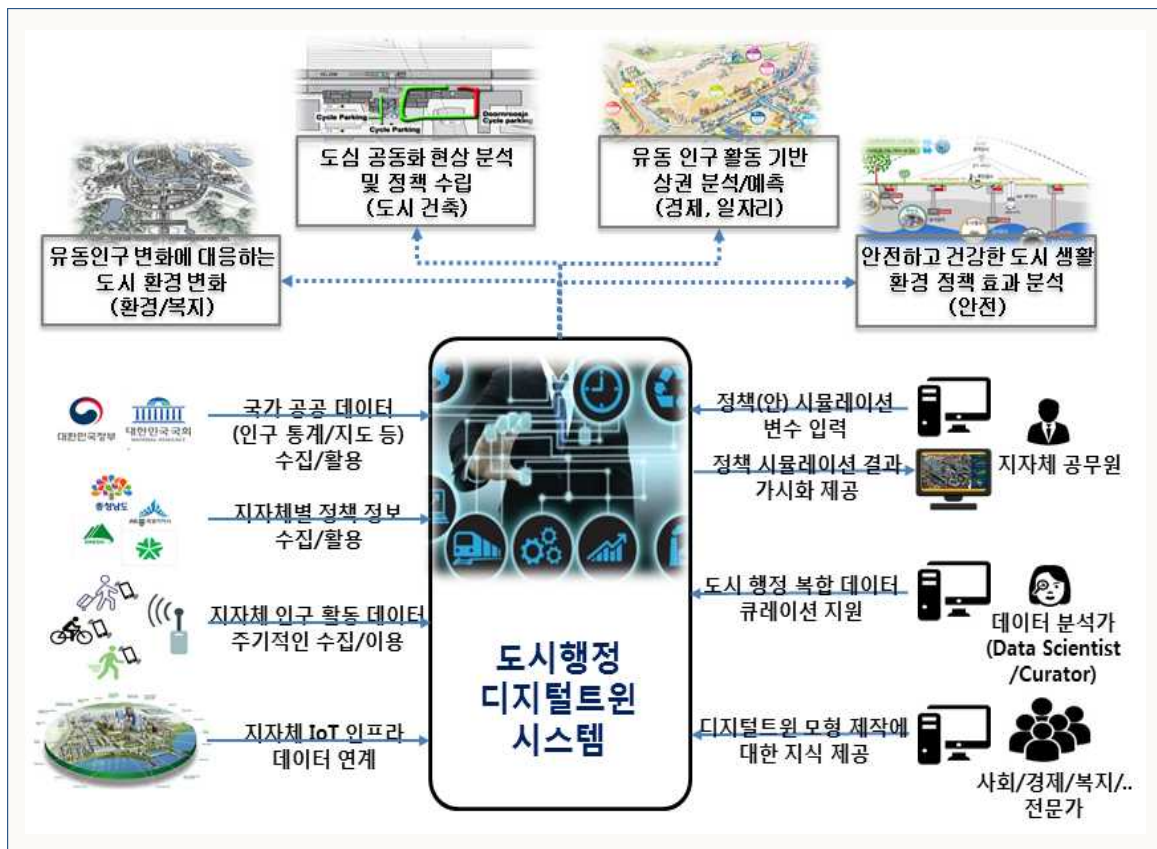 Cycle Parking
Cycle Parking
Doornroosje
Cycle parking
도심 공동화 현상 분석
및 정책 수립
(도시 건축)
유동 인구 활동 기반
상권 분석/예측
(경제, 일자리)
유동인구 변화에 대응하는
도시 환경 변화
(환경/복지)
안전하고 건강한 도시 생활
환경 정책 효과 분석
(안전)
대한민국정부
대한민국국회
국가 공공 데이터
(인구 통계/지도 등)
수집/활용
충청남도
지자체별 정책 정보
수집/활용
지자체 인구 활동 데이터
주기적인 수집/이용
지자체 IoT 인프라
데이터 연계
도시행정
디지털트윈
시스템
정책(안) 시뮬레이션
변수 입력
정책 시뮬레이션 결과
가시화 제공
지자체 공무원
도시 행정 복합 데이터
큐레이션 지원
데이터 분석가
(Data Scientist
/Curator)
디지털트윈 모형 제작에
대한 지식 제공
사회/경제/복지/..
전문가